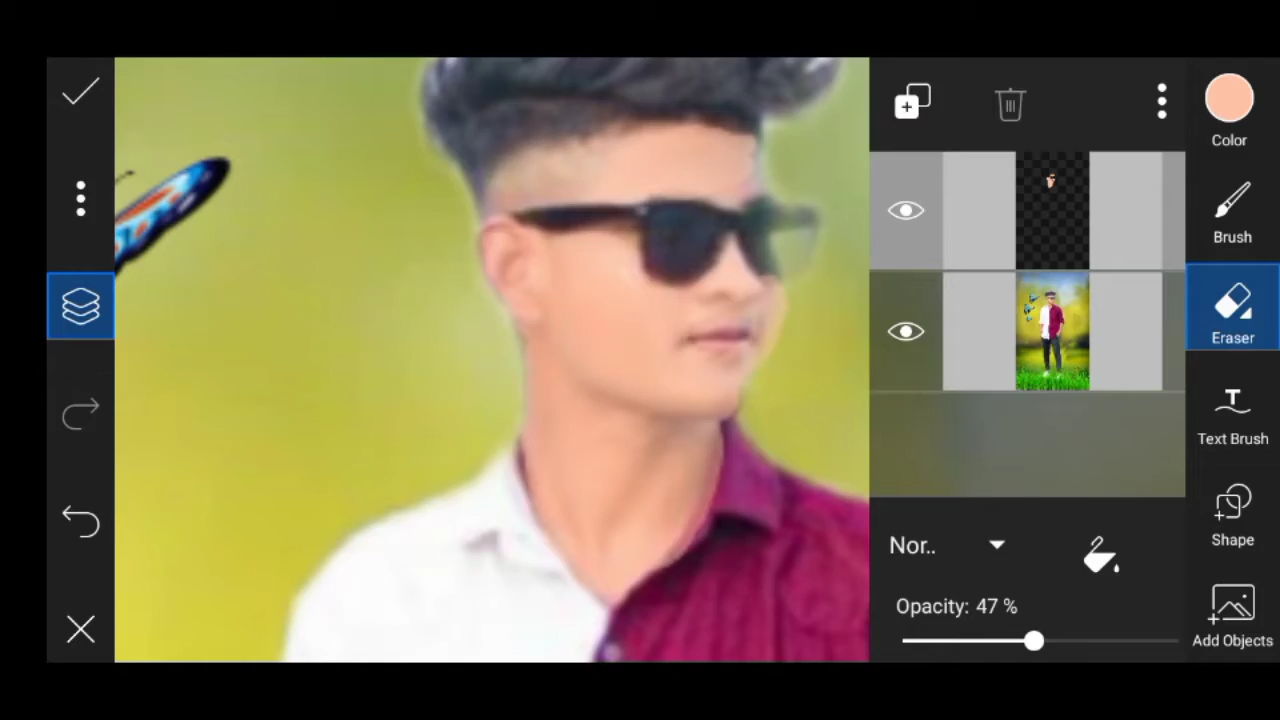 Color
Brush
Eraser
Text Brush
Shape
Add Objects
Nor..
Opacity: 47 %